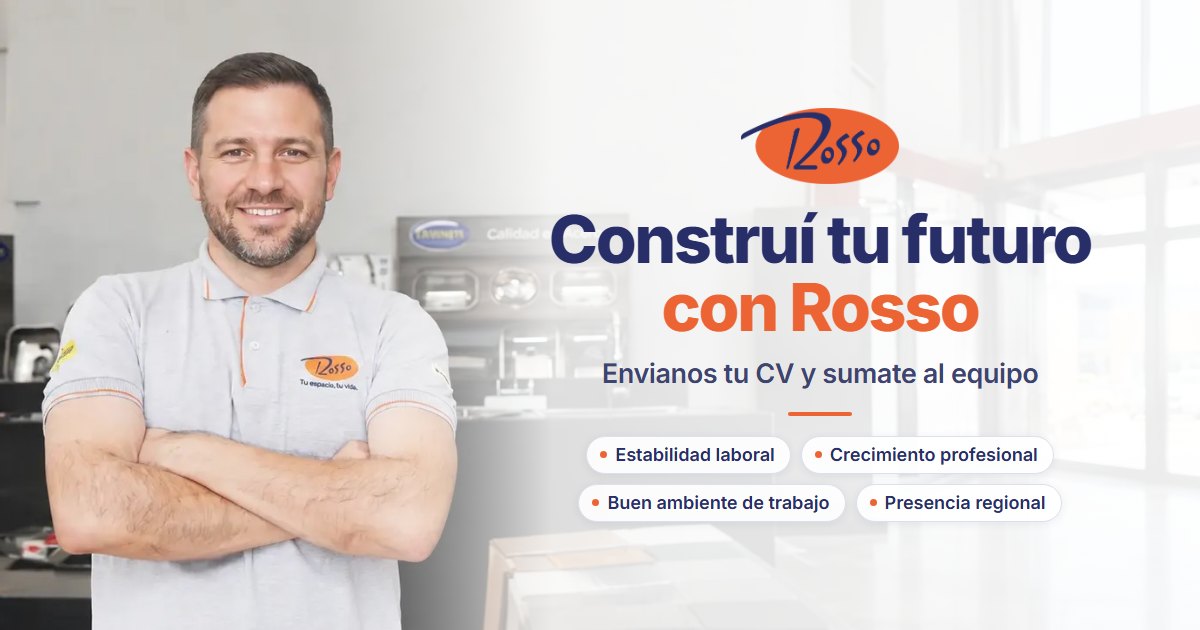 Rosso
Construí tu futuro
con Rosso
Envianos tu CV y sumate al equipo
Estabilidad laboral
Crecimiento profesional
Buen ambiente de trabajo
Presencia regional
Rosso
Tu espacio, tu vida.
Calidad